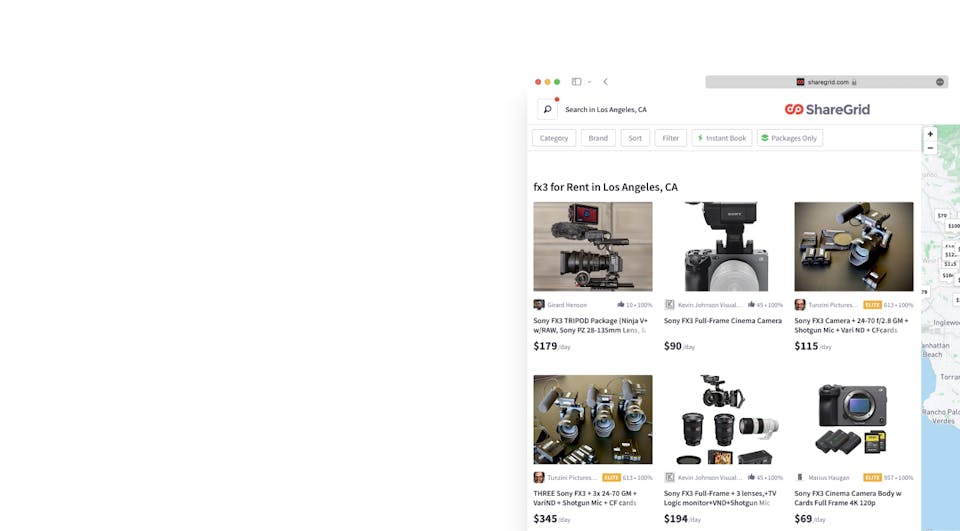 sharegrid.com
Search in Los Angeles, CA
ShareGrid
Category
Brand
Sort
Filter
Instant Book
Packages Only
fx3 for Rent in Los Angeles, CA
SONY
Girard Henson
10 • 100%
Kevin Johnson Visual...
45 • 100%
Tunzini Pictures...
ELITE
613 • 100%
Sony FX3 TRIPOD Package (Ninja V+
w/RAW, Sony PZ 28-135mm Lens,
$179/day
Sony FX3 Full-Frame Cinema Camera
$90/day
Sony FX3 Camera + 24-70 f/2.8 GM +
Shotgun Mic + Vari ND + CFcards
$115/day
Tunzini Pictures...
ELITE
613 • 100%
Kevin Johnson Visual...
45 • 100%
Marius Haugan
ELITE
957 • 100%
THREE Sony FX3 + 3x 24-70 GM +
VariND + Shotgun Mic + CF cards
$345/day
Sony FX3 Full-Frame + 3 lenses,+TV
Logic monitor+VND+Shotgun Mic
$194/day
Sony FX3 Cinema Camera Body w
Cards Full Frame 4K 120p
$69/day
+
−
$70
$100
Inglewoo
anhattan
Beach
Torran
Rancho Palo
Verdes